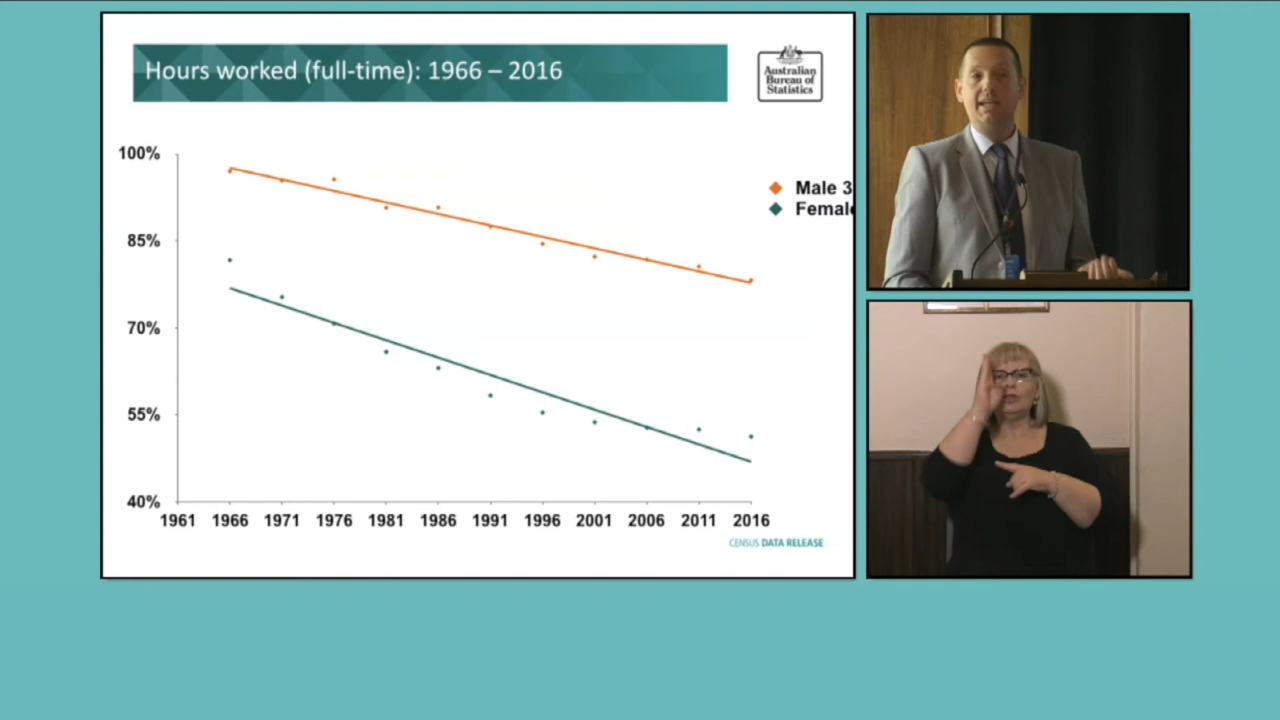 Hours worked (full-time): 1966 – 2016
Australian
Bureau of
Statistics
100%
85%
70%
55%
40%
1961 1966 1971 1976 1981 1986 1991 1996 2001 2006 2011 2016
Male 3
Female
CENSUS DATA RELEASE